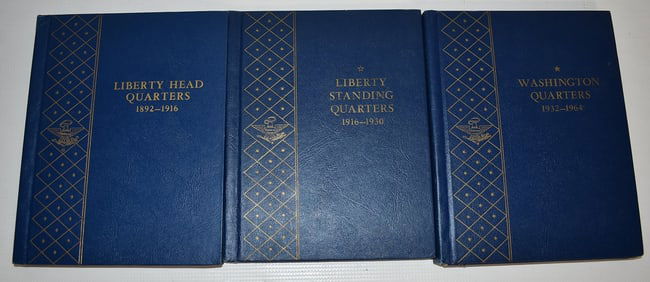 LIBERTY HEAD
QUARTERS
1892—1916
LIBERTY
STANDING
QUARTERS
1916—1930
WASHINGTON
QUARTERS
1932—1964